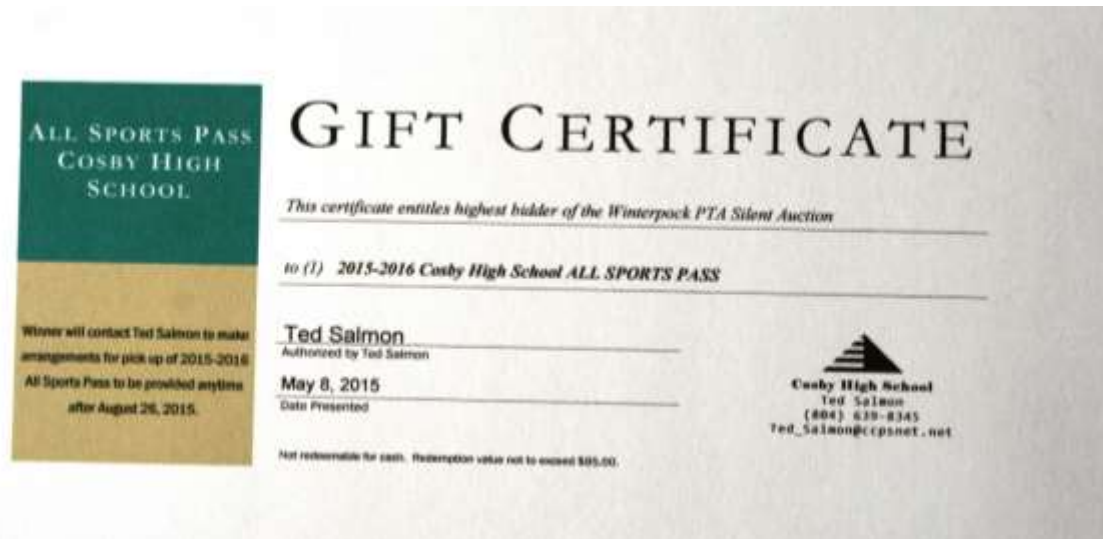 ALL SPORTS PASS
COSBY HIGH
SCHOOL
Winner will contact Ted Salmon to make
arrangements for pick up of 2015-2016
All Sports Pass to be provided anytime
after August 26, 2015.
GIFT CERTIFICATE
This certificate entitles highest bidder of the Winterpock PTA Silent Auction
to (1) 2015-2016 Cosby High School ALL SPORTS PASS
Ted Salmon
Authorized by Ted Salmon
May 8, 2015
Date Presented
Not redeemable for cash. Redemption value not to exceed $85.00.
Cosby High School
Ted Salmon
(804) 639-8345
Ted_Salmon@ccpsnet.net